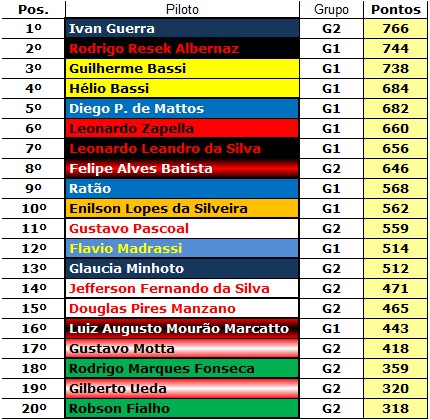 Pos. Piloto Grupo Pontos
1º Ivan Guerra G2 766
2º Rodrigo Resek Albernaz G1 744
3º Guilherme Bassi G1 738
4º Hélio Bassi G1 684
5º Diego P. de Mattos G1 682
6º Leonardo Zapella G1 660
7º Leonardo Leandro da Silva G1 656
8º Felipe Alves Batista G2 646
9º Ratão G1 568
10º Enilson Lopes da Silveira G1 562
11º Gustavo Pascoal G2 559
12º Flavio Madrassi G1 514
13º Glaucia Minhoto G2 512
14º Jefferson Fernando da Silva G2 471
15º Douglas Pires Manzano G2 465
16º Luiz Augusto Mourão Marcatto G1 443
17º Gustavo Motta G2 418
18º Rodrigo Marques Fonseca G2 359
19º Gilberto Ueda G2 320
20º Robson Fialho G2 318